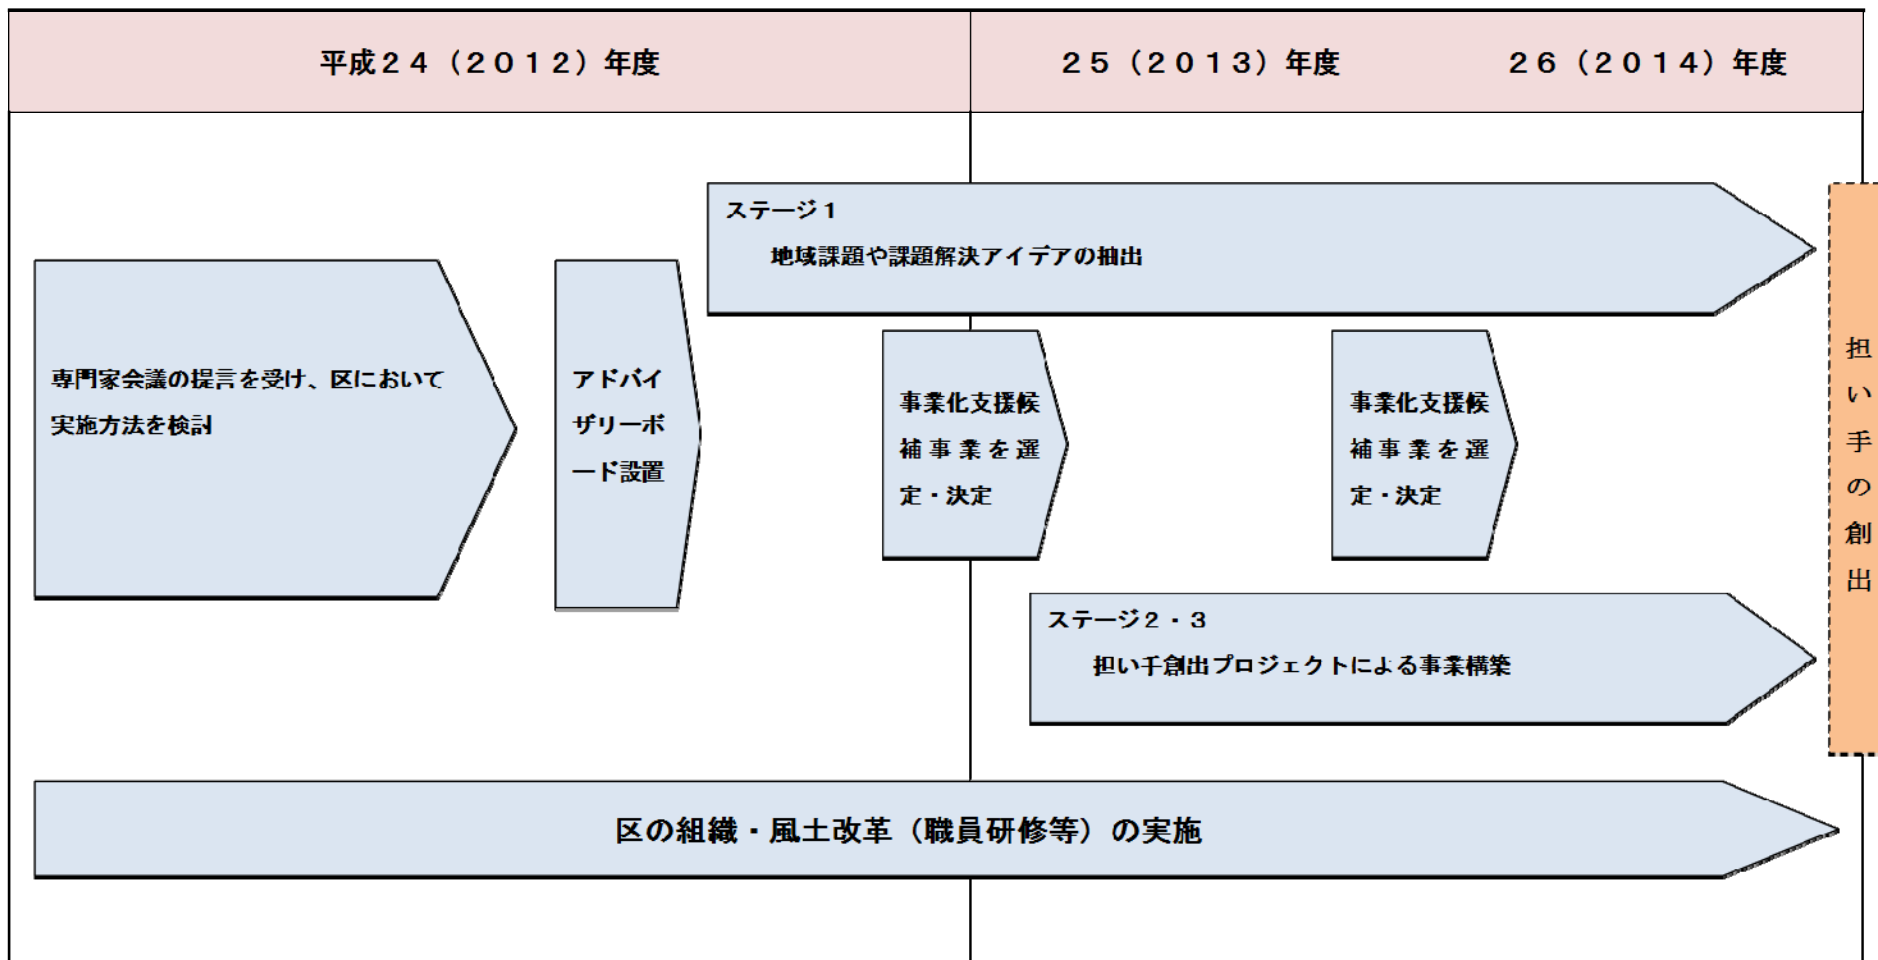 平成２４（２０１２）年度
２５（２０１３）年度
２６（２０１４）年度
ステージ１
地域課題や課題解決アイデアの抽出
専門家会議の提言を受け、区において
実施方法を検討
アドバイ
ザリーボ
ード設置
事業化支援候
補事業を選
定・決定
事業化支援候
補事業を選
定・決定
担い手の創出
ステージ２・３
担い手創出プロジェクトによる事業構築
区の組織・風土改革（職員研修等）の実施